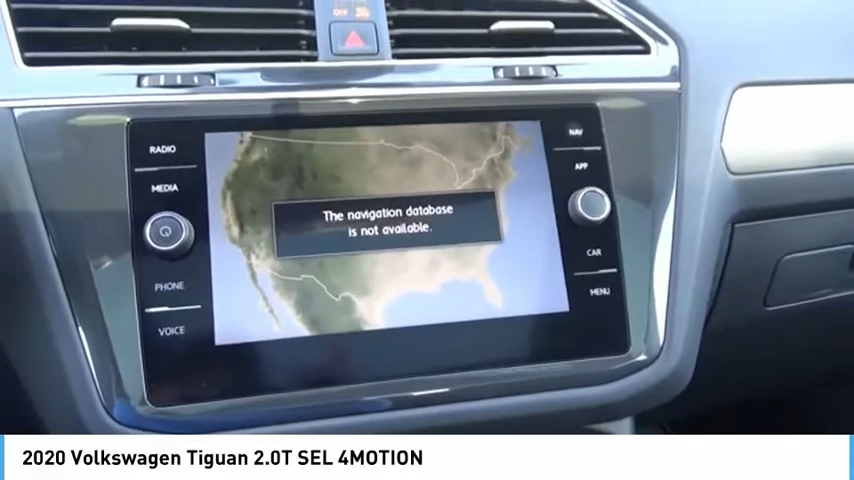 OFF
RADIO
MEDIA
PHONE
VOICE
The navigation database
is not available.
NAV
APP
CAR
MENU
2020 Volkswagen Tiguan 2.0T SEL 4MOTION